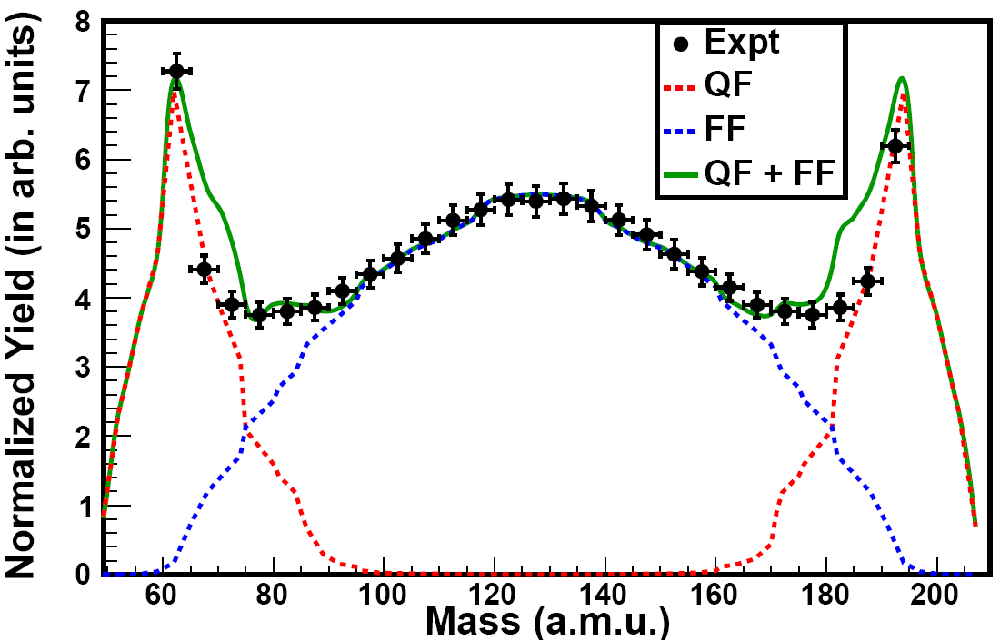 Normalized Yield (in arb. units)
8
7
6
5
4
3
2
1
0
Expt
QF
FF
QF + FF
60 80 100 120 140 160 180 200
Mass (a.m.u.)